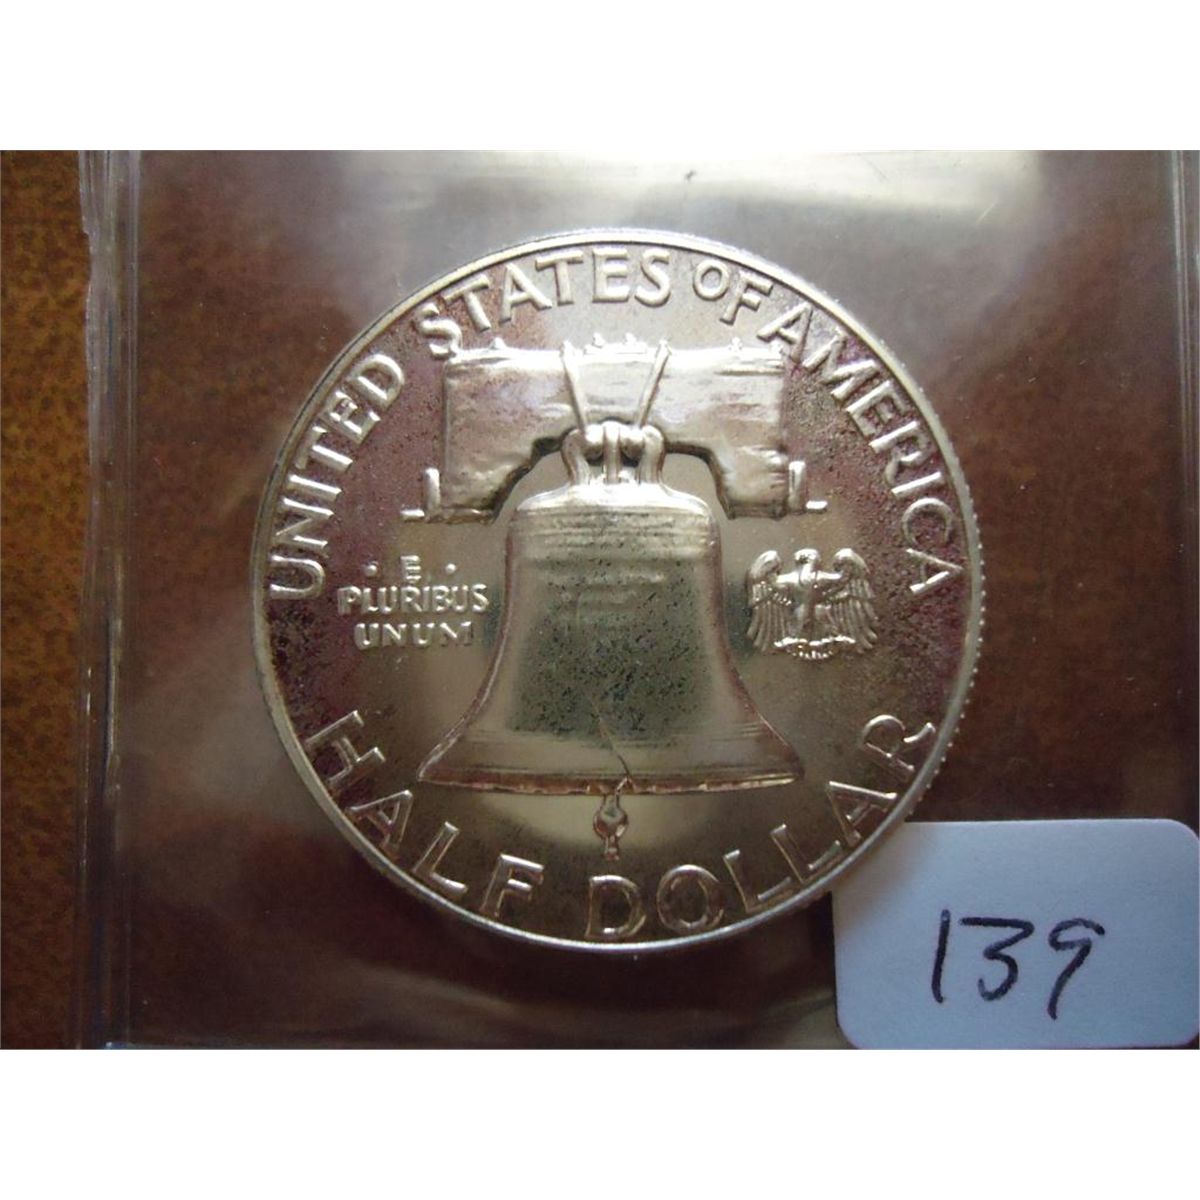 UNITED STATES OF AMERICA
· E ·
PLURIBUS
UNUM
HALF DOLLAR
139